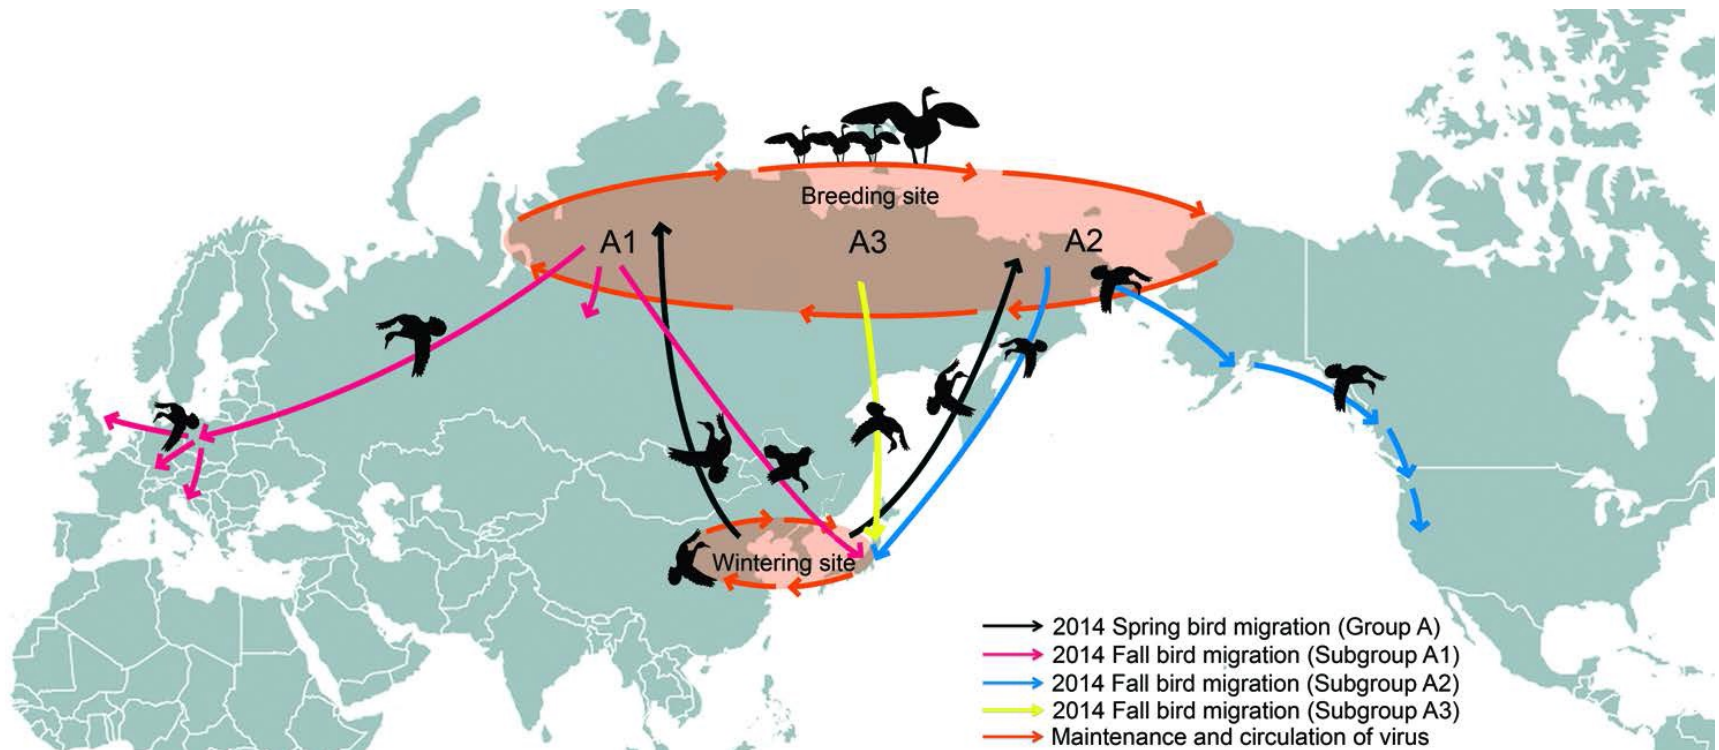 Breeding site
A1
A3
A2
Wintering site
2014 Spring bird migration (Group A)
2014 Fall bird migration (Subgroup A1)
2014 Fall bird migration (Subgroup A2)
2014 Fall bird migration (Subgroup A3)
Maintenance and circulation of virus